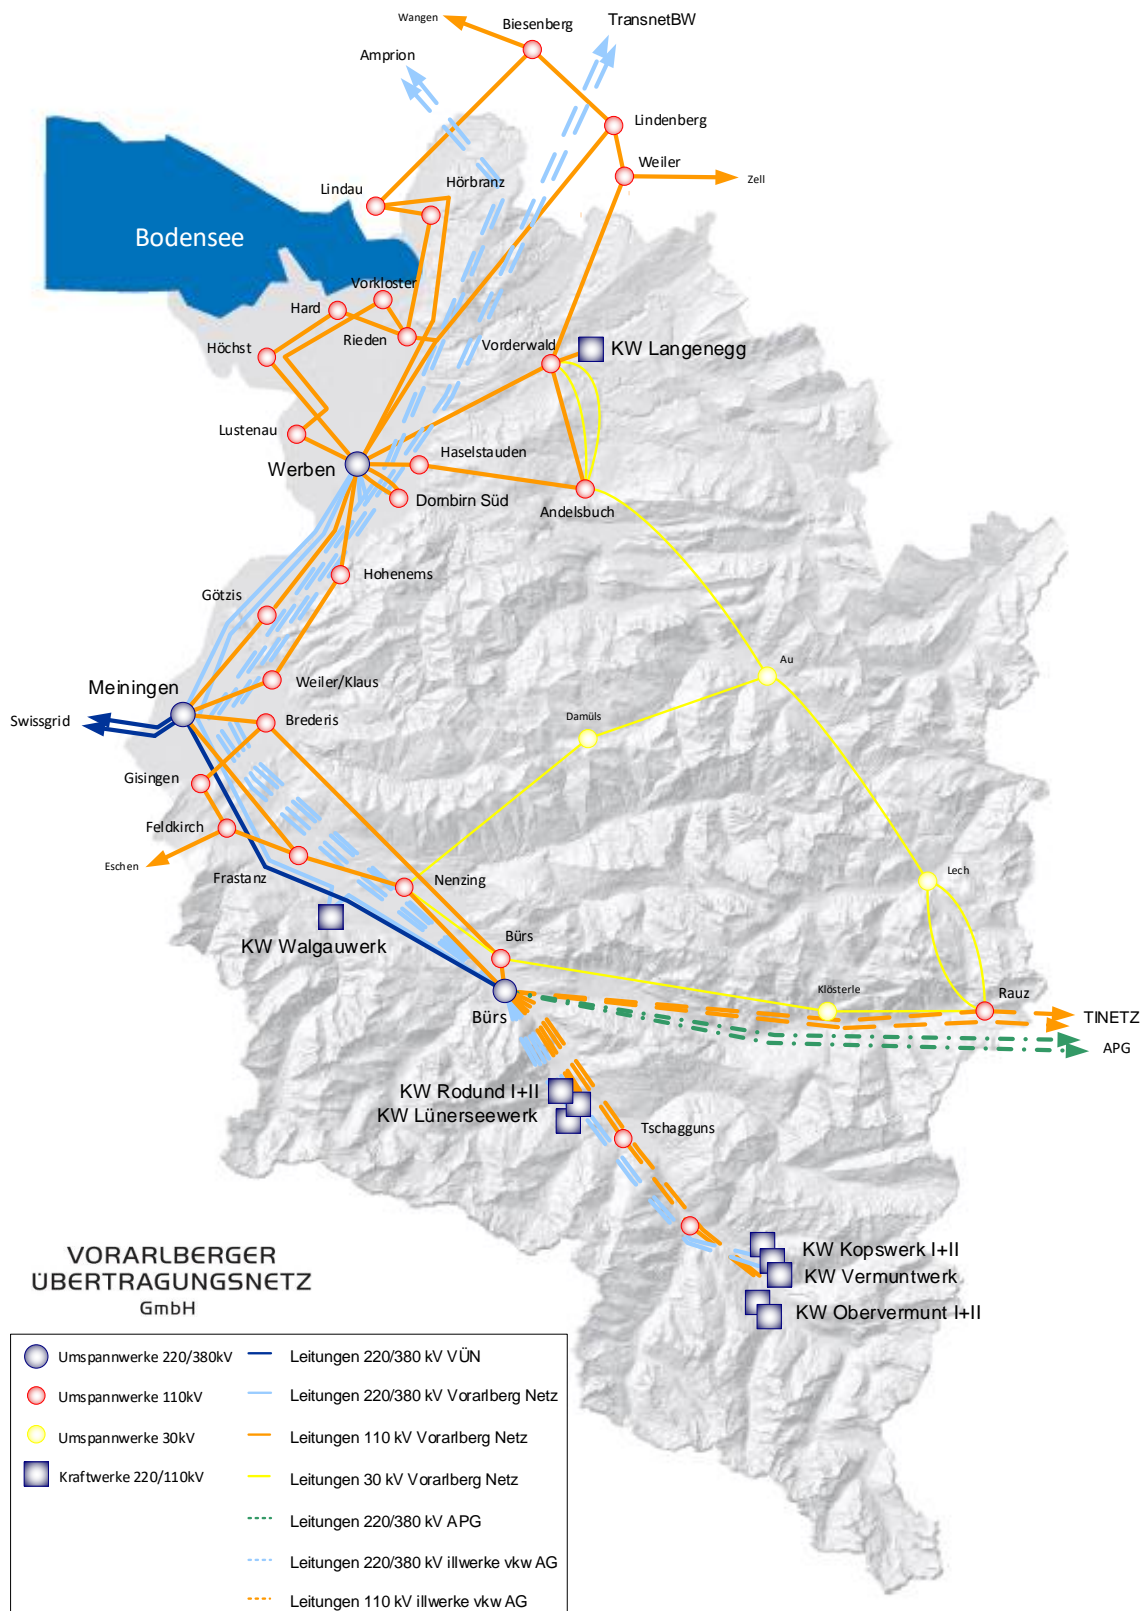 Wangen
Biesenberg
TransnetBW
Amprion
Lindenberg
Weiler
Zell
Hörbranz
Lindau
Bodensee
Vorkloster
Hard
Rieden
Höchst
Vorderwald
KW Langenegg
Lustenau
Haselstauden
Werben
Dornbirn Süd
Andelsbuch
Hohenems
Götzis
Au
Weiler/Klaus
Meiningen
Damüls
Swissgrid
Brederis
Gisingen
Feldkirch
Eschen
Frastanz
Nenzing
Lech
KW Walgauwerk
Bürs
Klösterle
Rauz
Bürs
TINETZ
APG
KW Rodund I+II
KW Lünerseewerk
Tschagguns
KW Kopswerk I+II
KW Vermuntwerk
KW Obervermunt I+II
VORARLBERGER
ÜBERTRAGUNGSNETZ
GmbH
Umspannwerke 220/380kV
Umspannwerke 110kV
Umspannwerke 30kV
Kraftwerke 220/110kV
Leitungen 220/380 kV VÜN
Leitungen 220/380 kV Vorarlberg Netz
Leitungen 110 kV Vorarlberg Netz
Leitungen 30 kV Vorarlberg Netz
Leitungen 220/380 kV APG
Leitungen 220/380 kV illwerke vkw AG
Leitungen 110 kV illwerke vkw AG